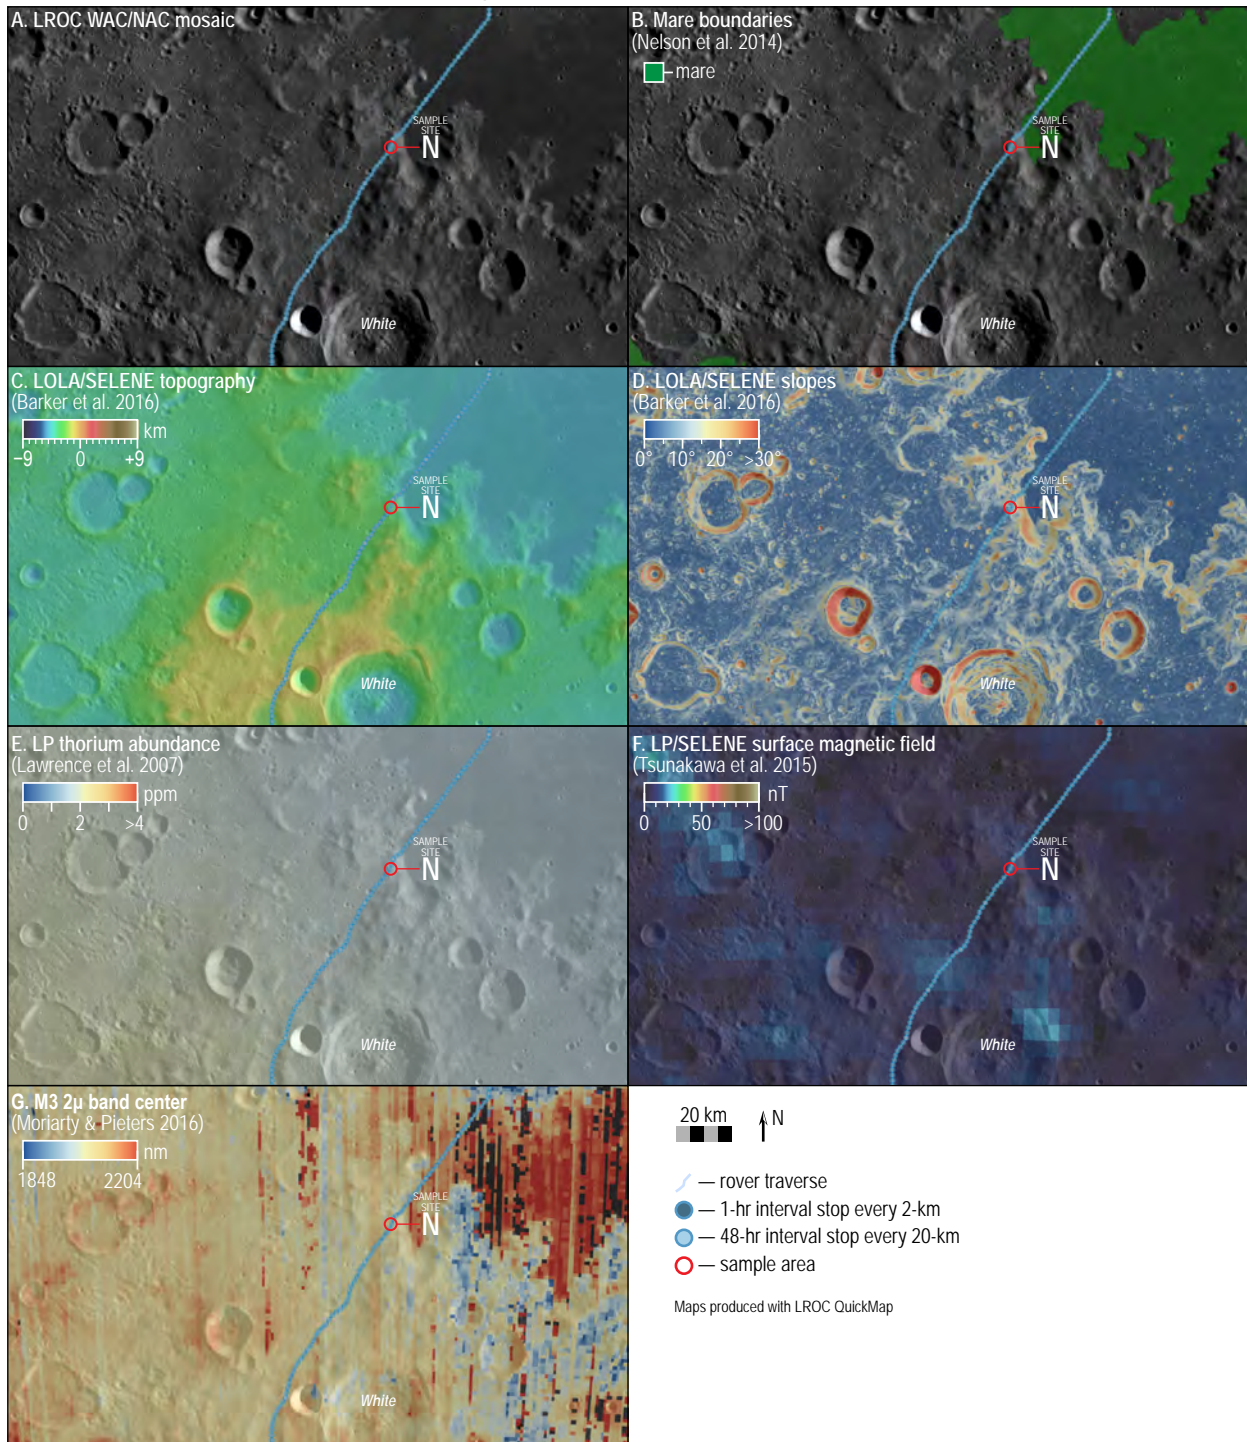 A. LROC WAC/NAC mosaic
SAMPLE
SITE
N
White
B. Mare boundaries
(Nelson et al. 2014)
mare
SAMPLE
SITE
N
White
C. LOLA/SELENE topography
(Barker et al. 2016)
km
−9 0 +9
SAMPLE
SITE
N
White
D. LOLA/SELENE slopes
(Barker et al. 2016)
0° 10° 20° >30°
SAMPLE
SITE
N
White
E. LP thorium abundance
(Lawrence et al. 2007)
ppm
0 2 >4
SAMPLE
SITE
N
White
F. LP/SELENE surface magnetic field
(Tsunakawa et al. 2015)
nT
0 50 >100
SAMPLE
SITE
N
White
G. M3 2μ band center
(Moriarty & Pieters 2016)
nm
1848 2204
SAMPLE
SITE
N
White
20 km N
— rover traverse
— 1-hr interval stop every 2-km
— 48-hr interval stop every 20-km
— sample area
Maps produced with LROC QuickMap